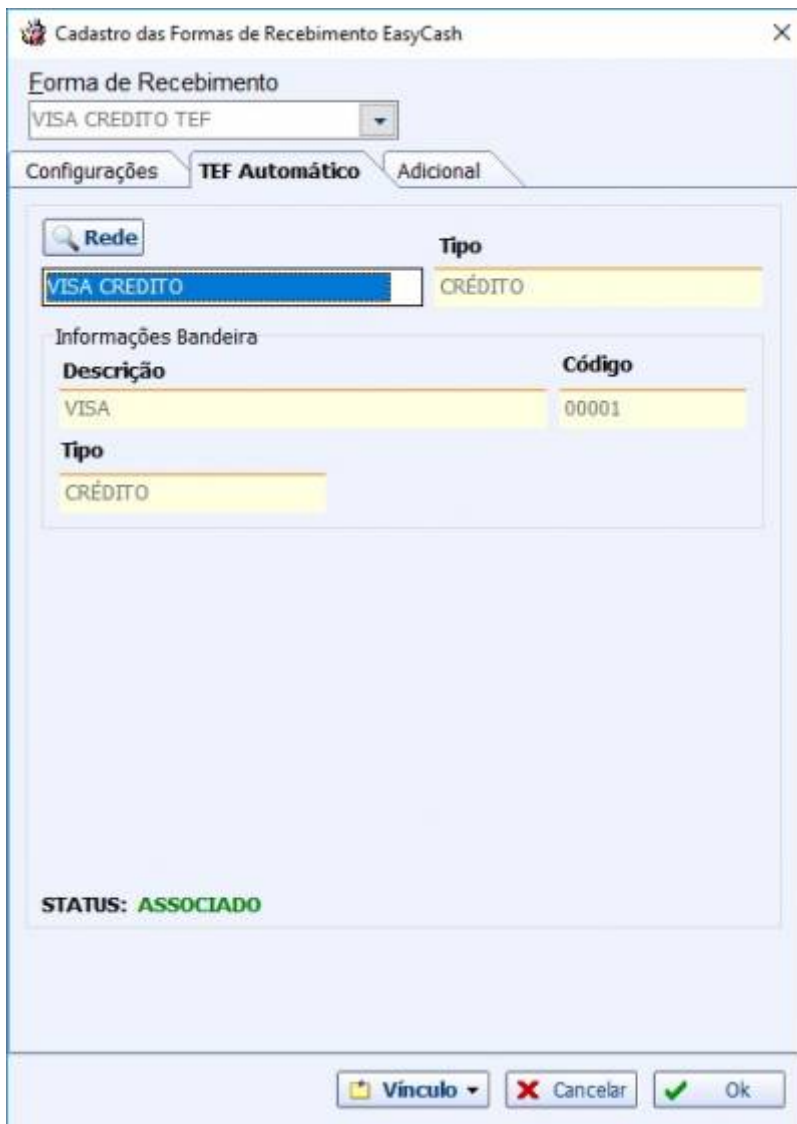 Cadastro das Formas de Recebimento EasyCash
Forma de Recebimento
VISA CREDITO TEF
Configurações TEF Automático Adicional
Rede Tipo
VISA CREDITO CRÉDITO
Informações Bandeira
Descrição Código
VISA 00001
Tipo
CRÉDITO
STATUS: ASSOCIADO
Vínculo Cancelar Ok